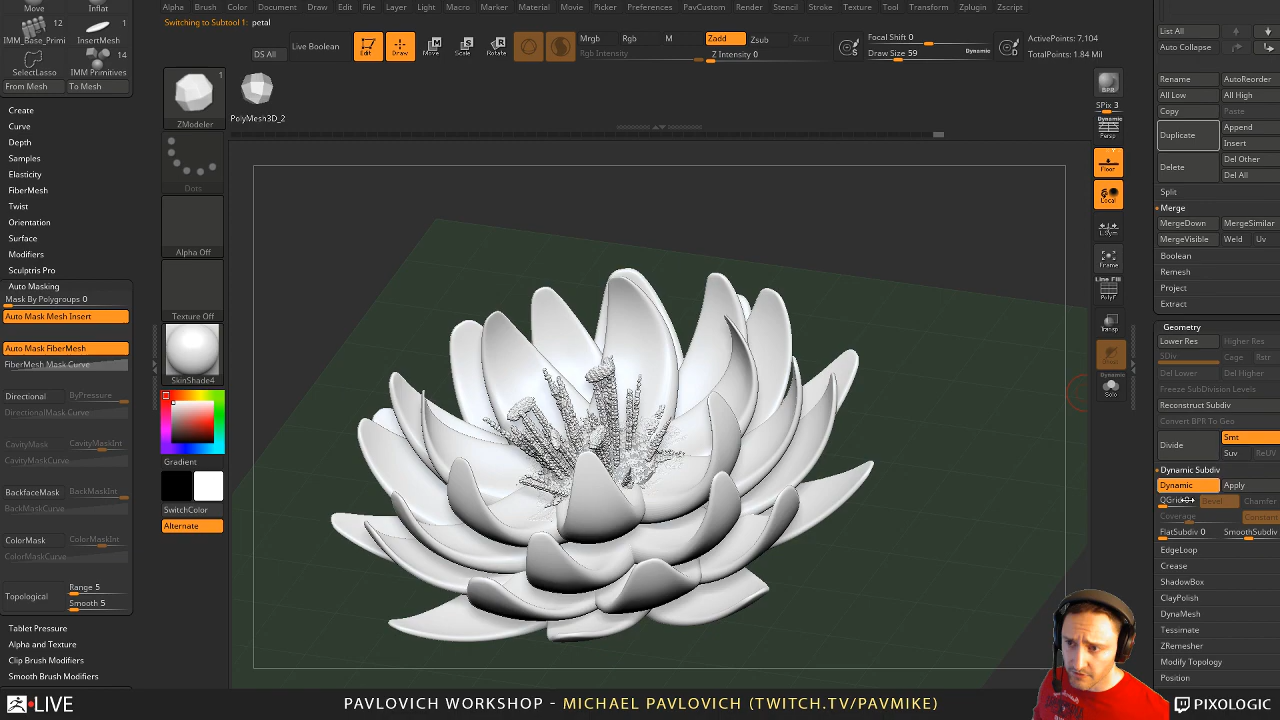 Alpha Brush Color Document Draw Edit File Layer Light Macro Marker Material Movie Picker Preferences PavCustom Render Stencil Stroke Texture Tool Transform Zplugin Zscript
Switching to Subtool 1: petal
Move Inflat
12 1
IMM_Base_Primi InsertMesh
14
SelectLasso IMM Primitives
From Mesh To Mesh
Create
Curve
Depth
Samples
Elasticity
FiberMesh
Twist
Orientation
Surface
Modifiers
Sculptris Pro
Auto Masking
Mask By Polygroups 0
Auto Mask Mesh Insert
Auto Mask FiberMesh
FiberMesh Mask Curve
Directional ByPressure
DirectionalMask Curve
CavityMask CavityMaskInt
CavityMaskCurve
BackfaceMask BackMaskInt
BackMaskCurve
ColorMask ColorMaskInt
ColorMaskCurve
Topological Range 5
Smooth 5
Tablet Pressure
Alpha and Texture
Clip Brush Modifiers
Smooth Brush Modifiers
DS All Live Boolean
Edit Draw Move Scale Rotate
Mrgb Rgb M
Rgb Intensity
Zadd Zsub
Z Intensity 0
S
Focal Shift 0
Draw Size 59 Dynamic
D
ActivePoints: 7,104
TotalPoints: 1.84 Mil
1
ZModeler
PolyMesh3D_2
Dots
Alpha Off
Texture Off
SkinShade4
Gradient
SwitchColor
Alternate
BPR
SPix 3
Dynamic
Persp
Floor
Local
L.Sym
Frame
Line Fill
PolyF
Transp
Dynamic
Solo
List All
Auto Collapse
Rename AutoReorder
All Low All High
Copy Paste
Duplicate Append
Insert
Delete Del Other
Del All
Split
Merge
MergeDown MergeSimilar
MergeVisible Weld Uv
Boolean
Remesh
Project
Extract
Geometry
Lower Res Higher Res
SDiv Cage Rstr
Del Lower Del Higher
Freeze SubDivision Levels
Reconstruct Subdiv
Convert BPR To Geo
Divide Smt
Suv ReUV
Dynamic Subdiv
Dynamic Apply
QGrid Bevel Chamfer
Coverage Constant
FlatSubdiv 0 SmoothSubdiv
EdgeLoop
Crease
ShadowBox
ClayPolish
DynaMesh
Tessimate
ZRemesher
Modify Topology
Position
LIVE PAVLOVICH WORKSHOP - MICHAEL PAVLOVICH (TWITCH.TV/PAVMIKE) PIXOLOGIC